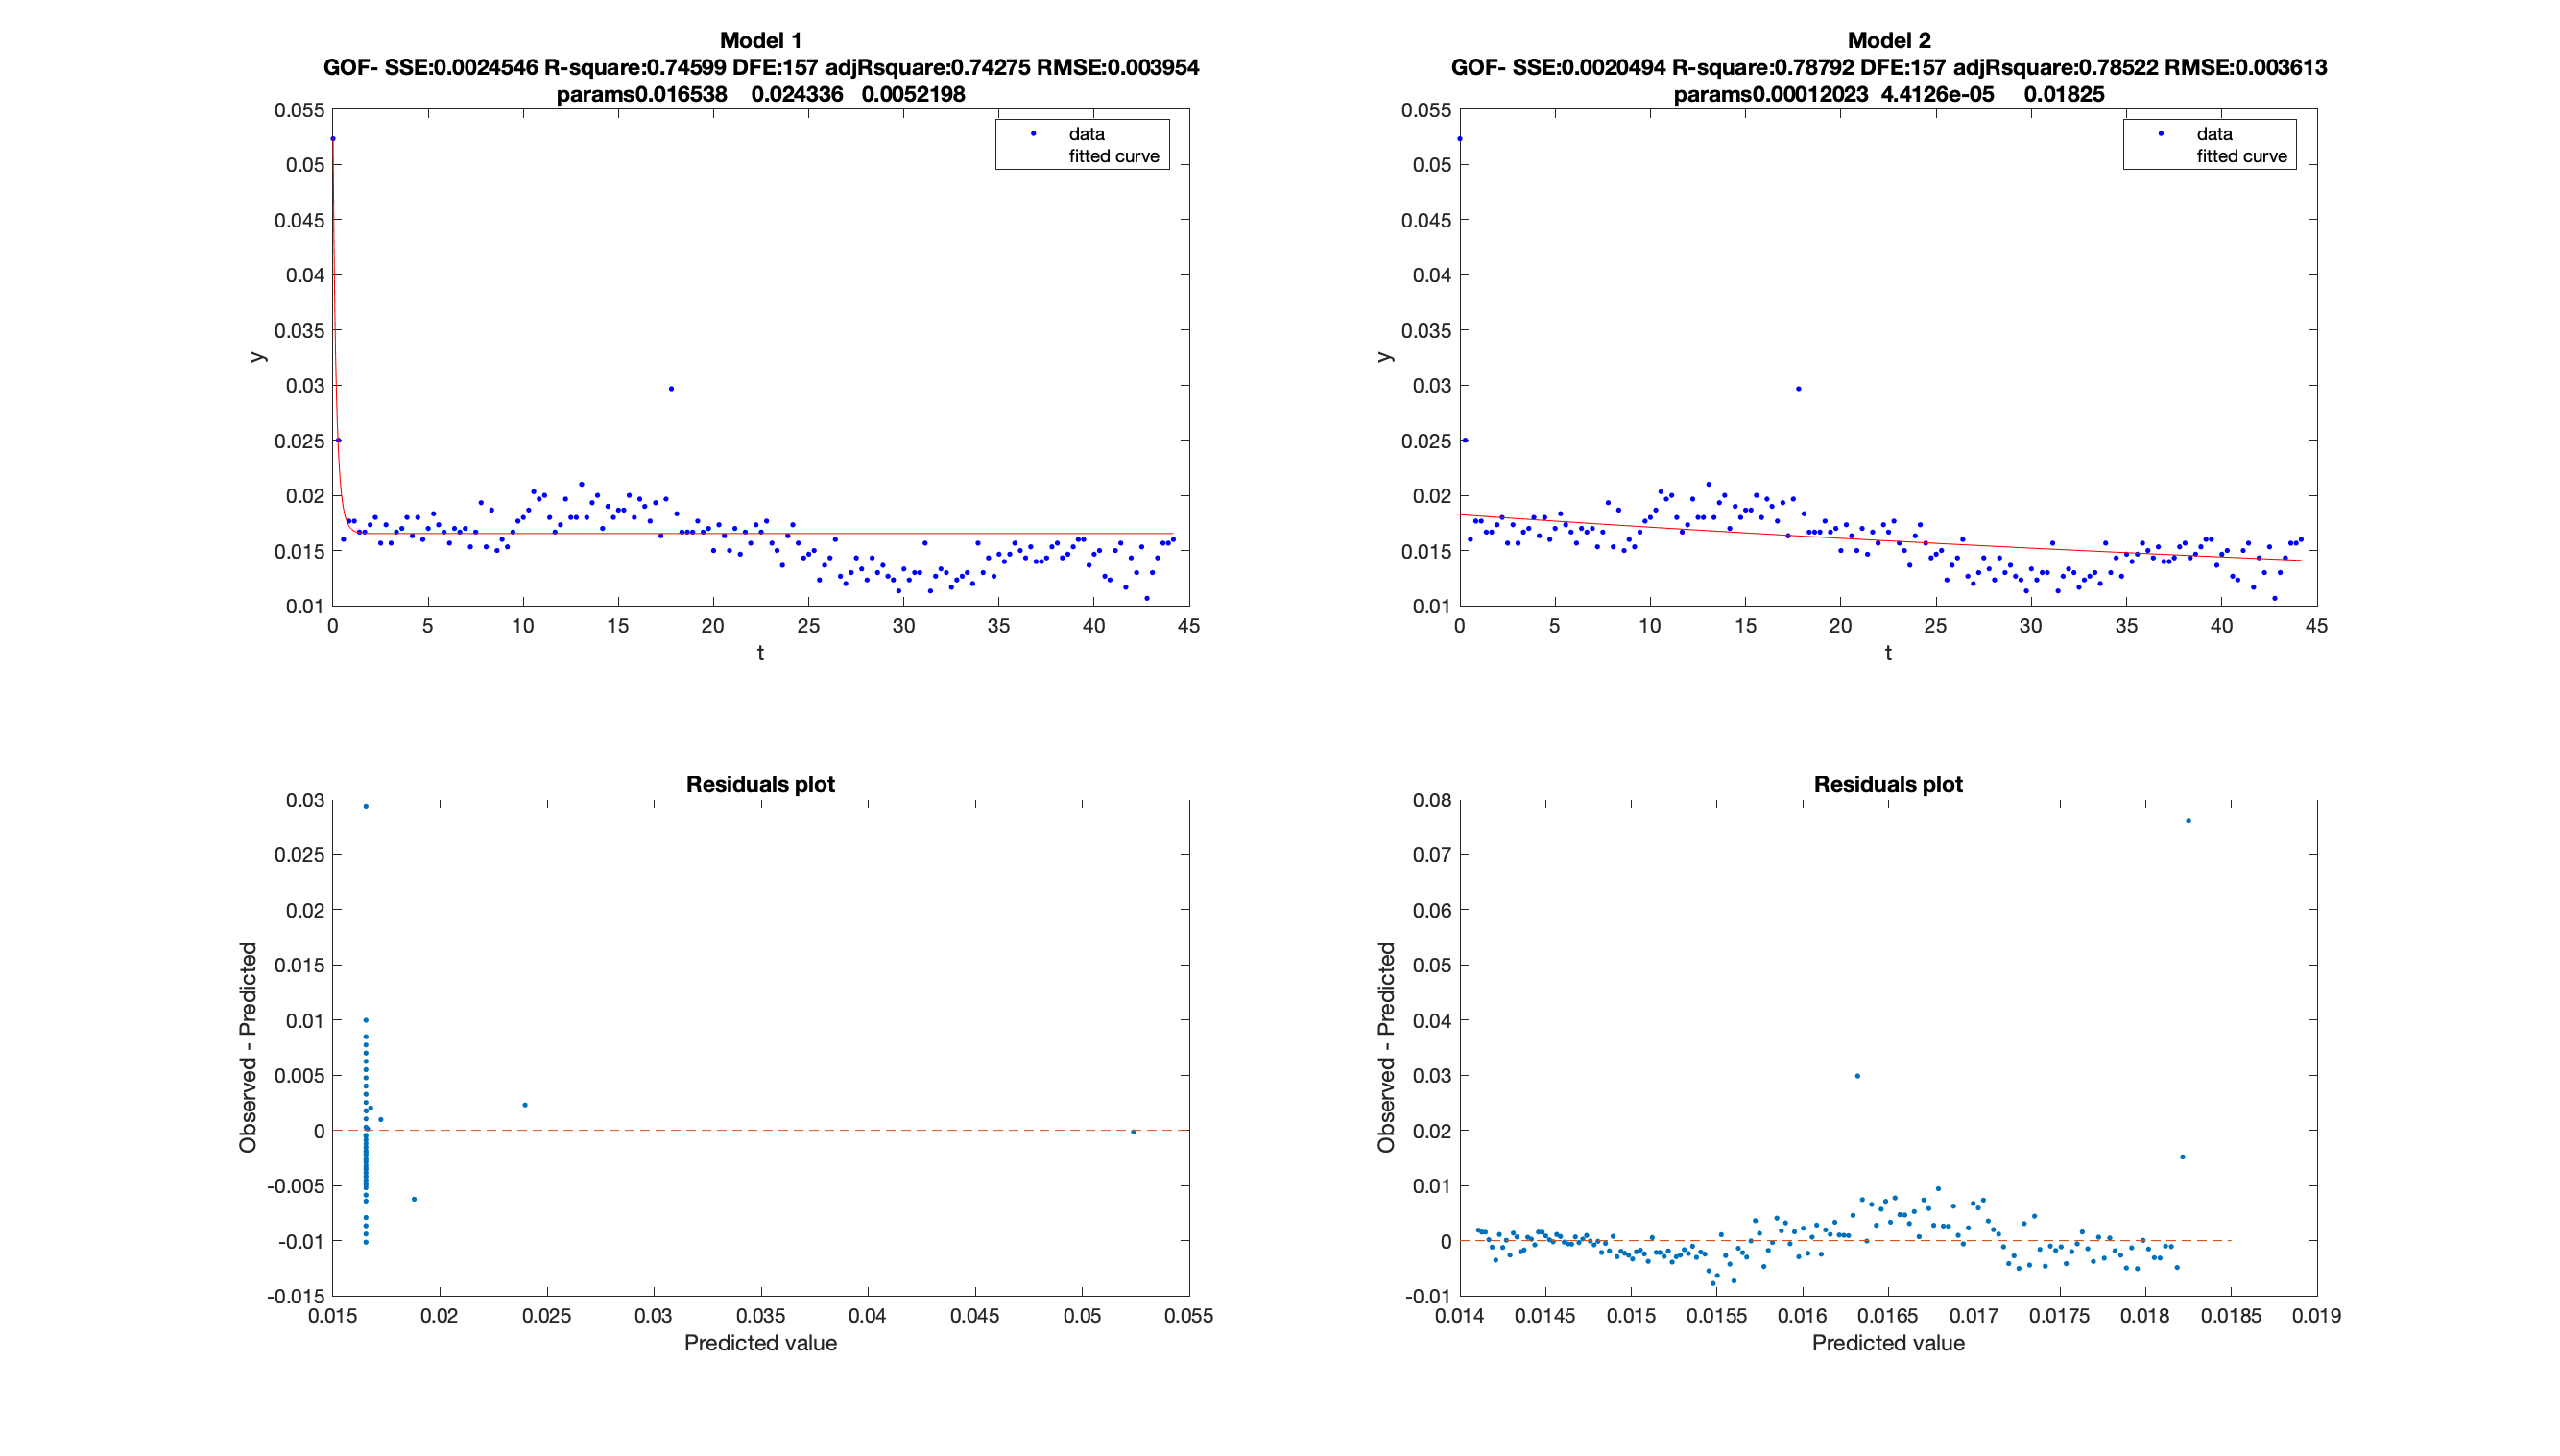 Model 1
GOF- SSE:0.0024546 R-square:0.74599 DFE:157 adjRsquare:0.74275 RMSE:0.003954
params0.016538 0.024336 0.0052198
0.055
0.05
0.045
0.04
0.035
0.03
0.025
0.02
0.015
0.01
y
data
fitted curve
0 5 10 15 20 25 30 35 40 45
t
Model 2
GOF- SSE:0.0020494 R-square:0.78792 DFE:157 adjRsquare:0.78522 RMSE:0.003613
params0.00012023 4.4126e-05 0.01825
0.055
0.05
0.045
0.04
0.035
0.03
0.025
0.02
0.015
0.01
y
data
fitted curve
0 5 10 15 20 25 30 35 40 45
t
Residuals plot
0.03
0.025
0.02
0.015
0.01
0.005
0
-0.005
-0.01
-0.015
Observed - Predicted
0.015 0.02 0.025 0.03 0.035 0.04 0.045 0.05 0.055
Predicted value
Residuals plot
0.08
0.07
0.06
0.05
0.04
0.03
0.02
0.01
0
-0.01
Observed - Predicted
0.014 0.0145 0.015 0.0155 0.016 0.0165 0.017 0.0175 0.018 0.0185 0.019
Predicted value